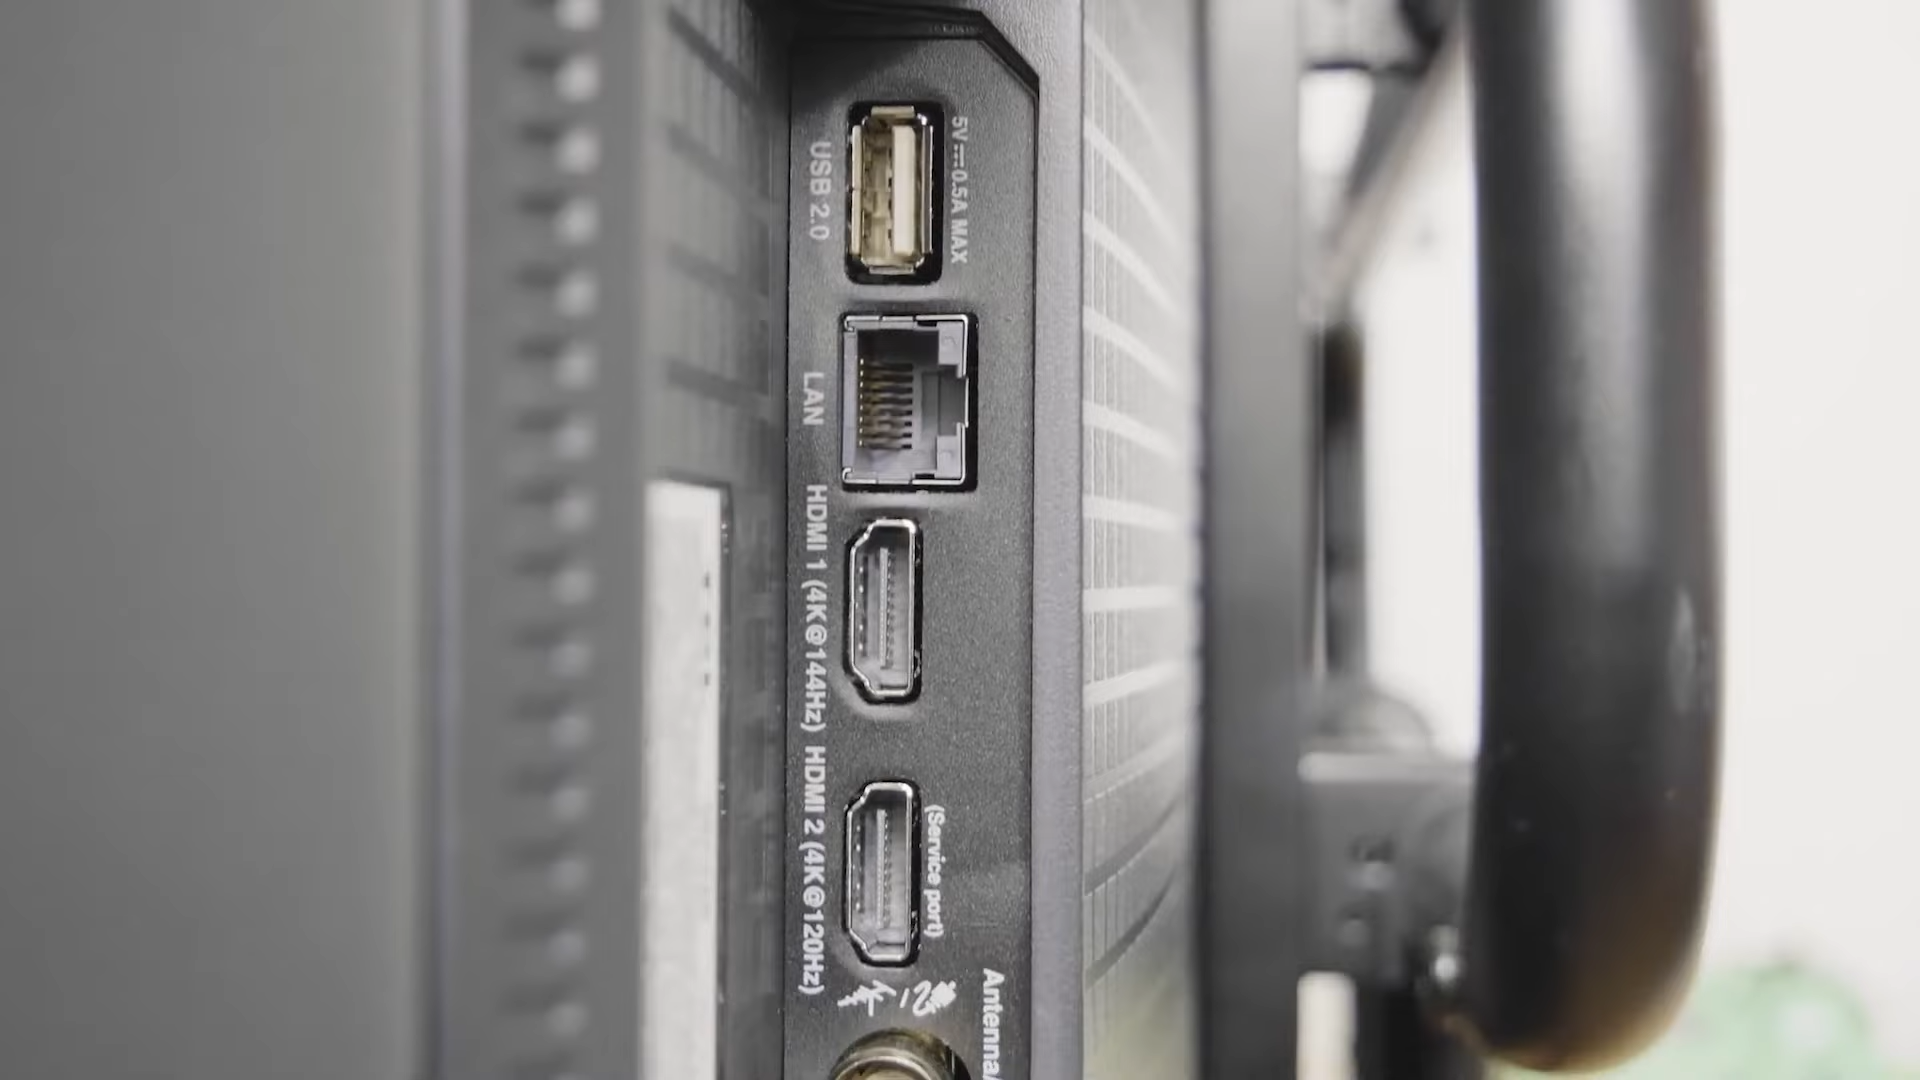 5V⎓0.5A MAX
USB 2.0
LAN
HDMI 1 (4K@144Hz)
HDMI 2 (4K@120Hz)
(Service port)
Antenna/